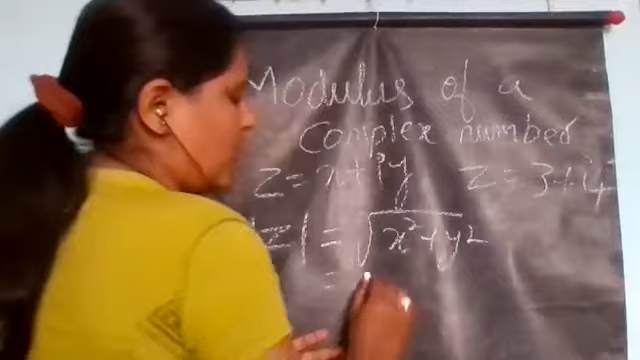 Modulus of a
Complex number
z = x + iy z = 3 + i4
|z| = √x² + y²
=